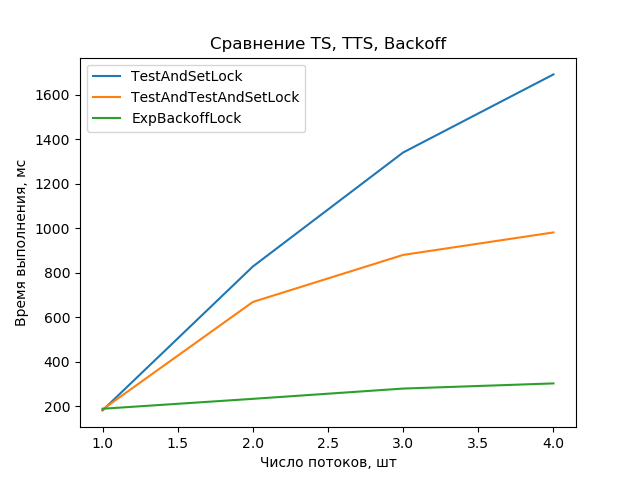 Сравнение TS, TTS, Backoff
TestAndSetLock
TestAndTestAndSetLock
ExpBackoffLock
Время выполнения, мс
1600
1400
1200
1000
800
600
400
200
1.0 1.5 2.0 2.5 3.0 3.5 4.0
Число потоков, шт